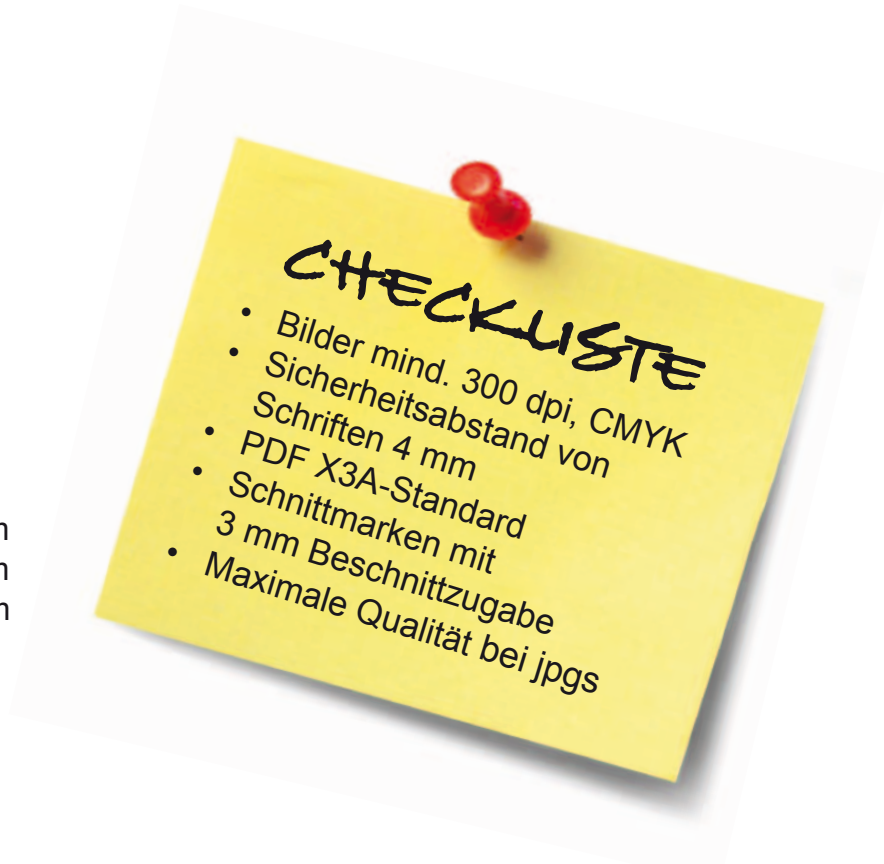 CHECKLISTE
• Bilder mind. 300 dpi, CMYK
• Sicherheitsabstand von
Schriften 4 mm
• PDF X3A-Standard
• Schnittmarken mit
3 mm Beschnittzugabe
• Maximale Qualität bei jpgs